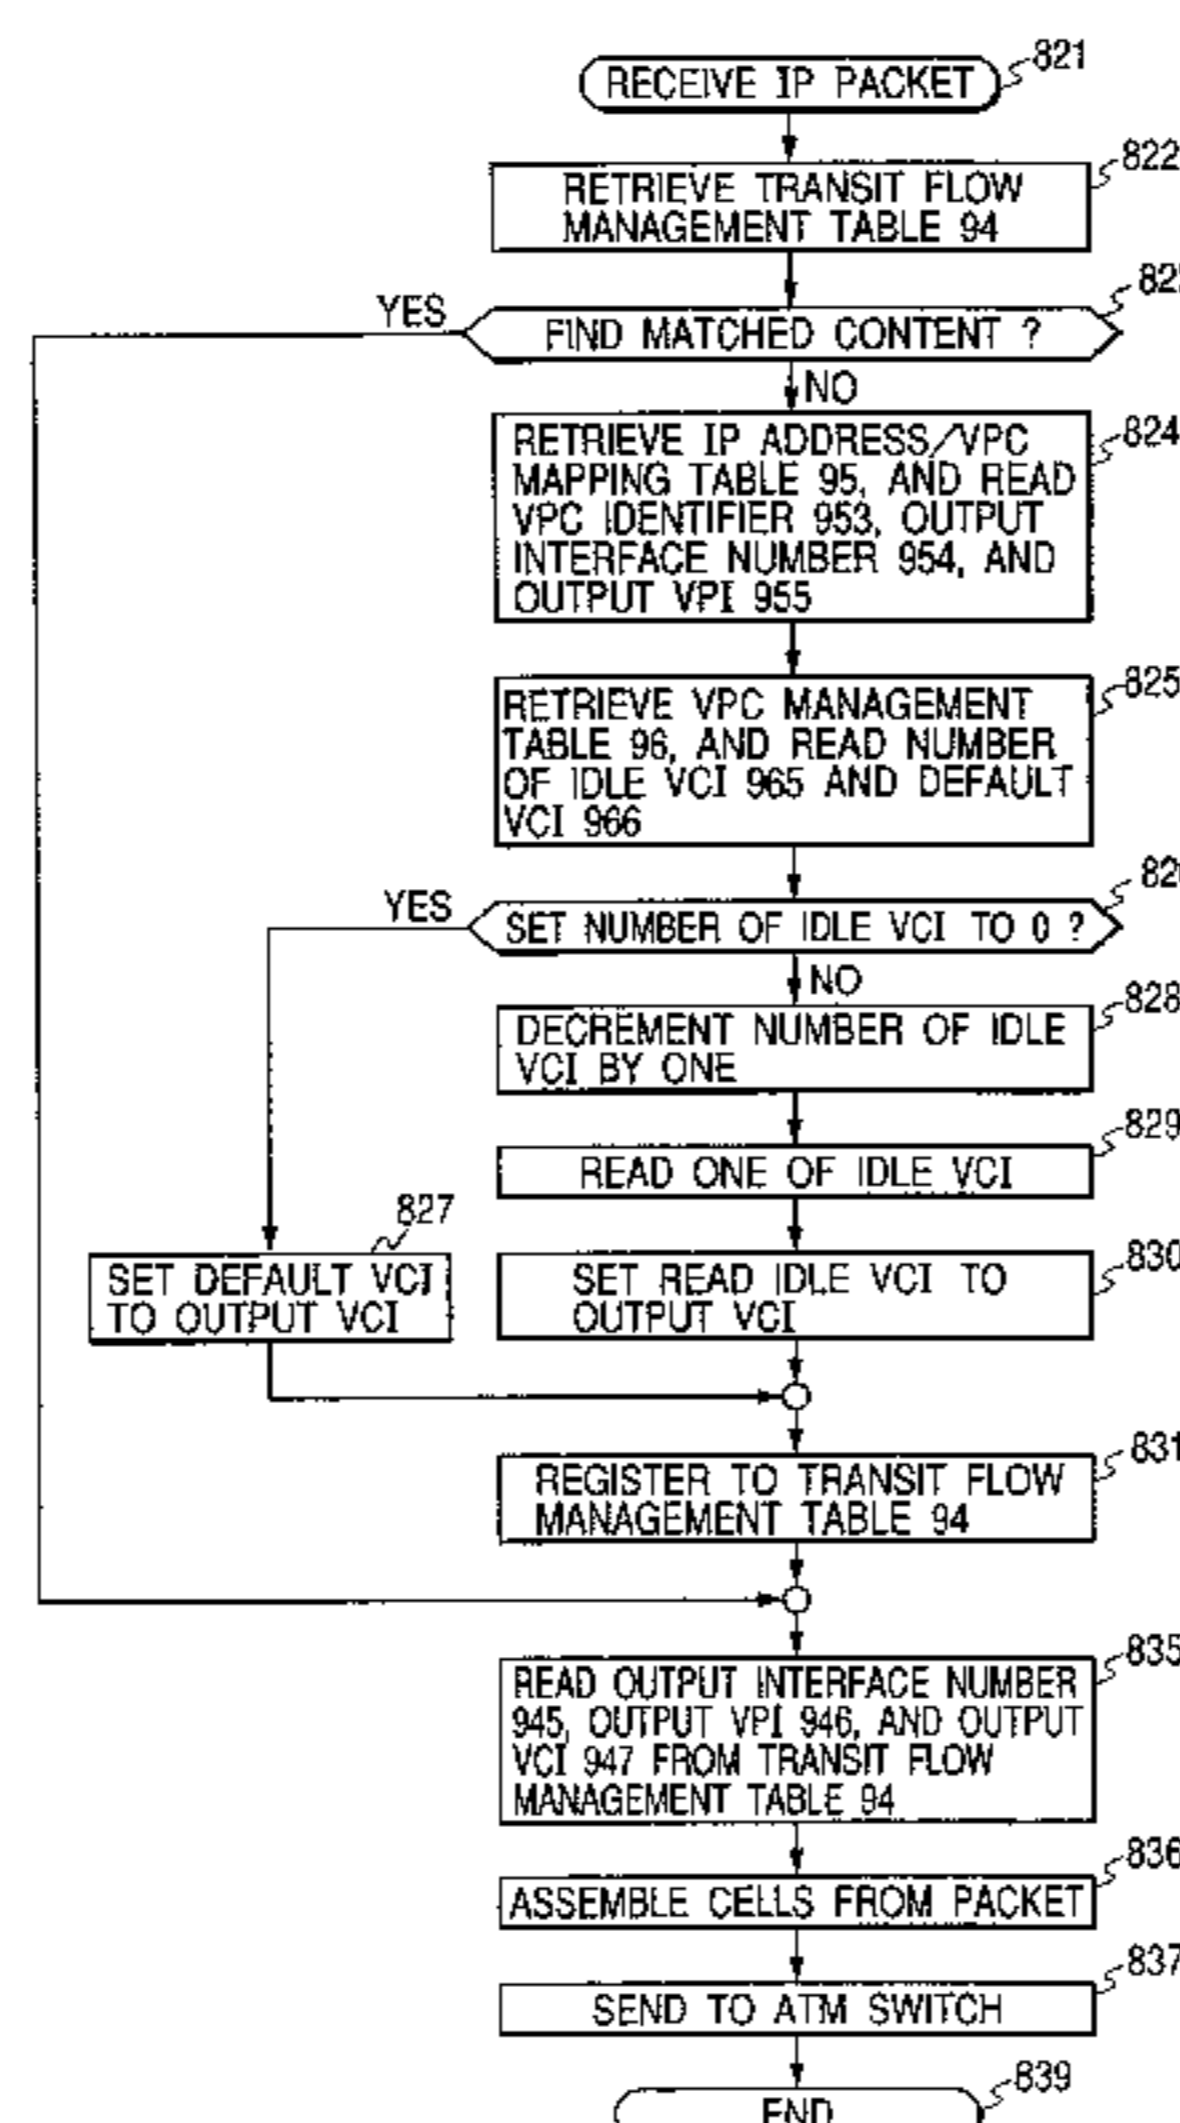 RECEIVE IP PACKET
821
RETRIEVE TRANSIT FLOW
MANAGEMENT TABLE 94
822
YES
FIND MATCHED CONTENT ?
NO
RETRIEVE IP ADDRESS/VPC
MAPPING TABLE 95, AND READ
VPC IDENTIFIER 953, OUTPUT
INTERFACE NUMBER 954, AND
OUTPUT VPI 955
824
RETRIEVE VPC MANAGEMENT
TABLE 96, AND READ NUMBER
OF IDLE VCI 965 AND DEFAULT
VCI 966
825
YES
SET NUMBER OF IDLE VCI TO 0 ?
NO
DECREMENT NUMBER OF IDLE
VCI BY ONE
828
READ ONE OF IDLE VCI
829
827
SET DEFAULT VCI
TO OUTPUT VCI
SET READ IDLE VCI TO
OUTPUT VCI
830
REGISTER TO TRANSIT FLOW
MANAGEMENT TABLE 94
831
READ OUTPUT INTERFACE NUMBER
945, OUTPUT VPI 946, AND OUTPUT
VCI 947 FROM TRANSIT FLOW
MANAGEMENT TABLE 94
835
ASSEMBLE CELLS FROM PACKET
836
SEND TO ATM SWITCH
837
END
839